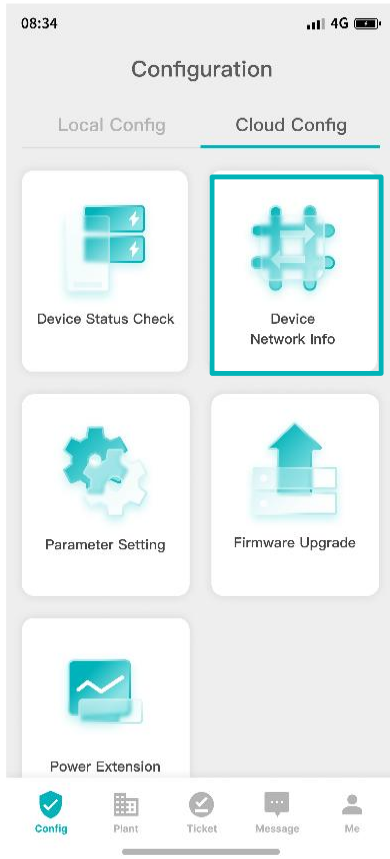 08:34 4G
Configuration
Local Config Cloud Config
Device Status Check
Device
Network Info
Parameter Setting
Firmware Upgrade
Power Extension
Config Plant Ticket Message Me